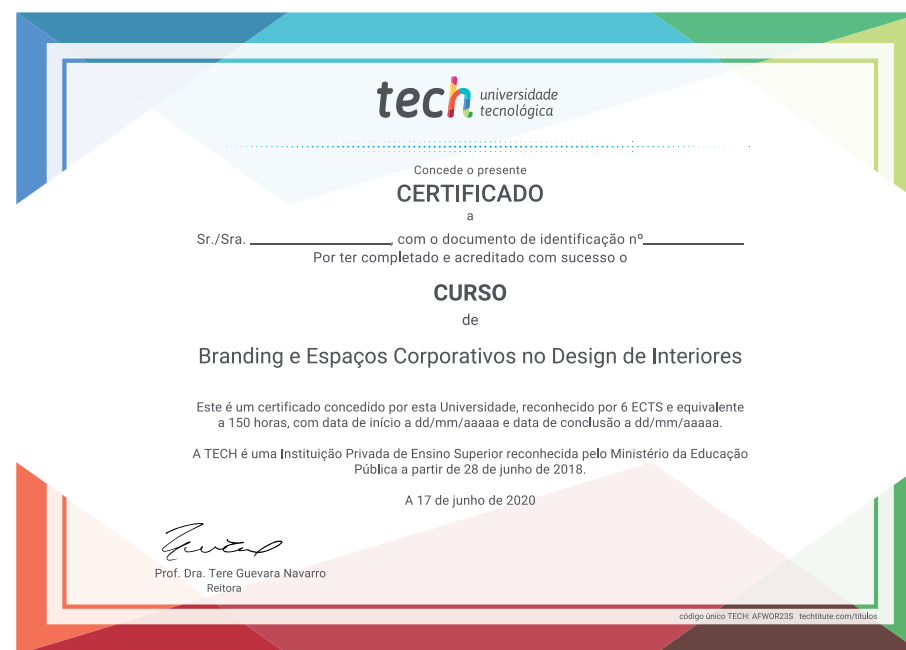 tech universidade
tecnológica
Concede o presente
CERTIFICADO
a
Sr./Sra. ____________, com o documento de identificação nº____________
Por ter completado e acreditado com sucesso o
CURSO
de
Branding e Espaços Corporativos no Design de Interiores
Este é um certificado concedido por esta Universidade, reconhecido por 6 ECTS e equivalente
a 150 horas, com data de início a dd/mm/aaaaa e data de conclusão a dd/mm/aaaaa.
A TECH é uma Instituição Privada de Ensino Superior reconhecida pelo Ministério da Educação
Pública a partir de 28 de junho de 2018.
A 17 de junho de 2020
Prof. Dra. Tere Guevara Navarro
Reitora
código único TECH: AFWOR23S techtitute.com/titulos